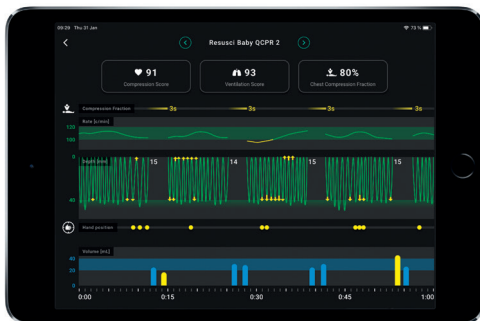 09:29 Thu 31 Jan
73 %
Resusci Baby QCPR 2
91
Compression Score
93
Ventilation Score
80%
Chest Compression Fraction
Compression Fraction
3s
3s
3s
3s
Rate [c/min]
120
100
Depth [mm]
0
15
14
15
15
40
Hand position
Volume [mL]
40
20
0
0:00
0:15
0:30
0:45
1:00